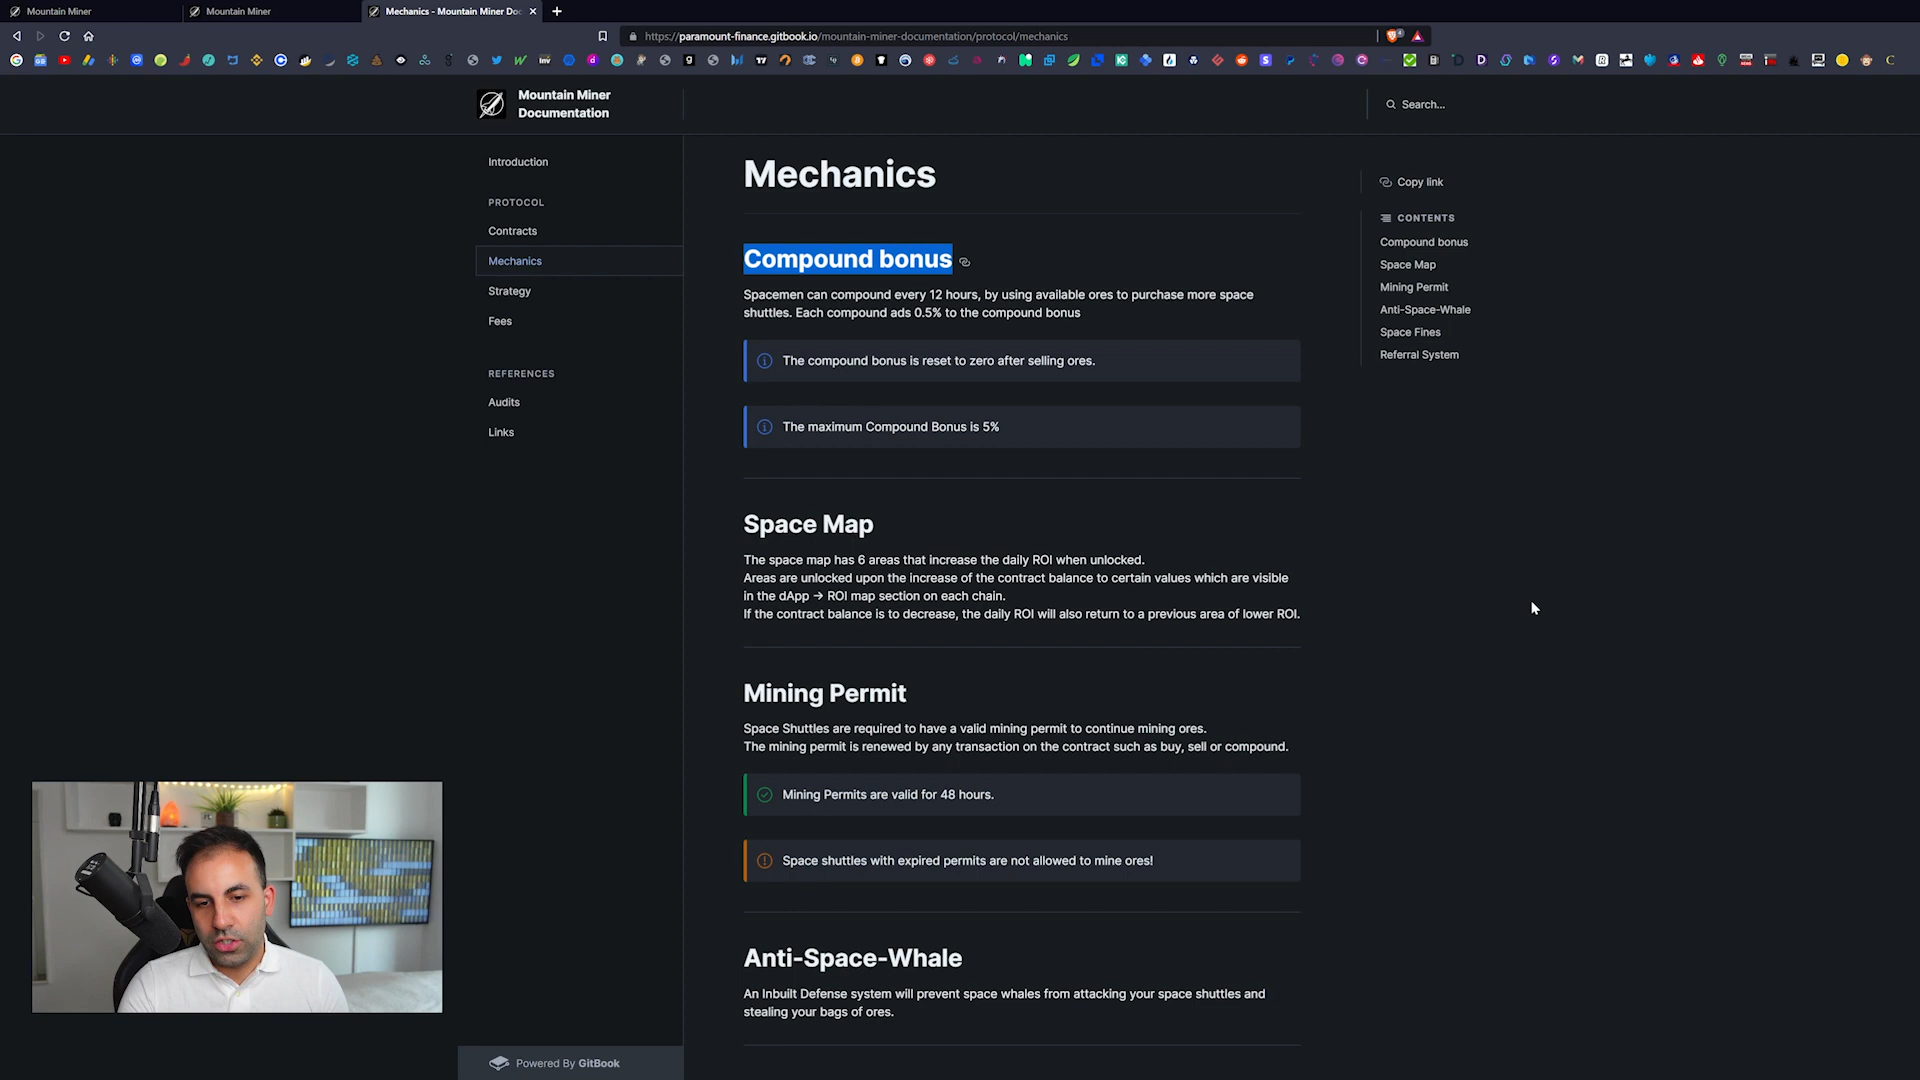 Mountain Miner
Mountain Miner
Mechanics - Mountain Miner Doc
https://paramount-finance.gitbook.io/mountain-miner-documentation/protocol/mechanics
Mountain Miner
Documentation
Search...
Introduction
PROTOCOL
Contracts
Mechanics
Strategy
Fees
REFERENCES
Audits
Links
Mechanics
Compound bonus
Spacemen can compound every 12 hours, by using available ores to purchase more space
shuttles. Each compound ads 0.5% to the compound bonus
The compound bonus is reset to zero after selling ores.
The maximum Compound Bonus is 5%
Space Map
The space map has 6 areas that increase the daily ROI when unlocked.
Areas are unlocked upon the increase of the contract balance to certain values which are visible
in the dApp → ROI map section on each chain.
If the contract balance is to decrease, the daily ROI will also return to a previous area of lower ROI.
Mining Permit
Space Shuttles are required to have a valid mining permit to continue mining ores.
The mining permit is renewed by any transaction on the contract such as buy, sell or compound.
Mining Permits are valid for 48 hours.
Space shuttles with expired permits are not allowed to mine ores!
Anti-Space-Whale
An Inbuilt Defense system will prevent space whales from attacking your space shuttles and
stealing your bags of ores.
Copy link
CONTENTS
Compound bonus
Space Map
Mining Permit
Anti-Space-Whale
Space Fines
Referral System
Powered By GitBook